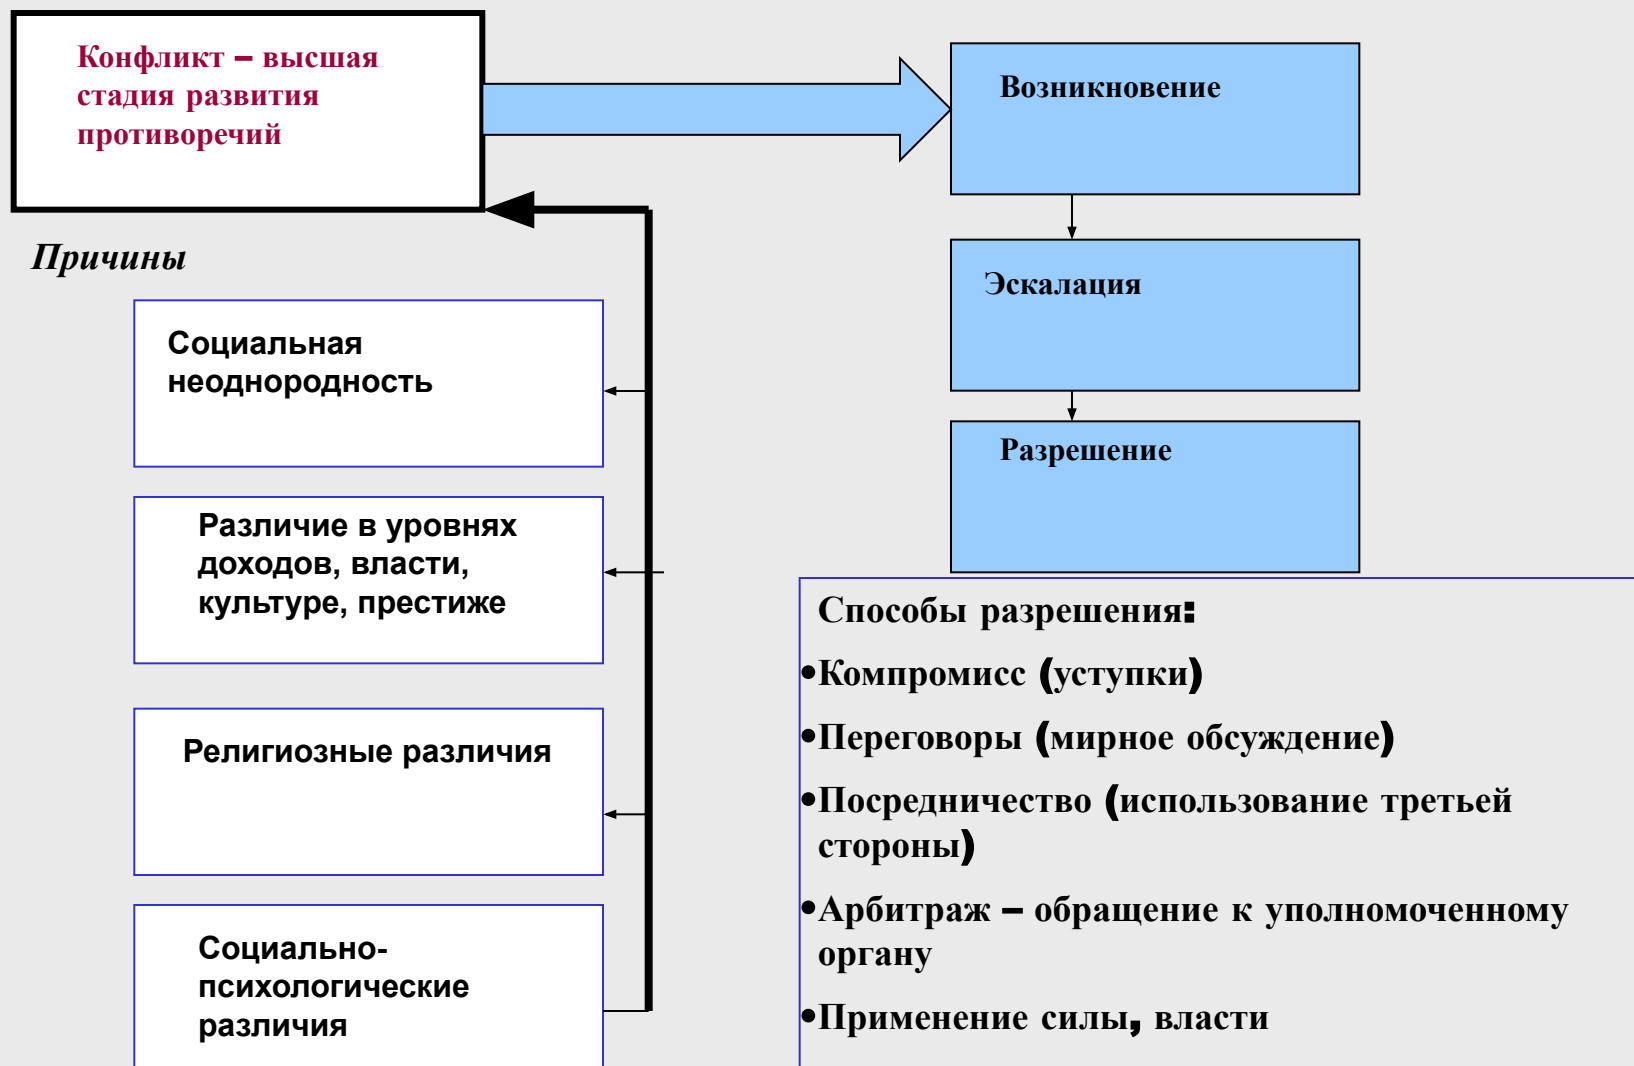 Конфликт – высшая
стадия развития
противоречий
Причины
Социальная
неоднородность
Различие в уровнях
доходов, власти,
культуре, престиже
Религиозные различия
Социально-
психологические
различия
Возникновение
Эскалация
Разрешение
Способы разрешения:
•Компромисс (уступки)
•Переговоры (мирное обсуждение)
•Посредничество (использование третьей
стороны)
•Арбитраж – обращение к уполномоченному
органу
•Применение силы, власти